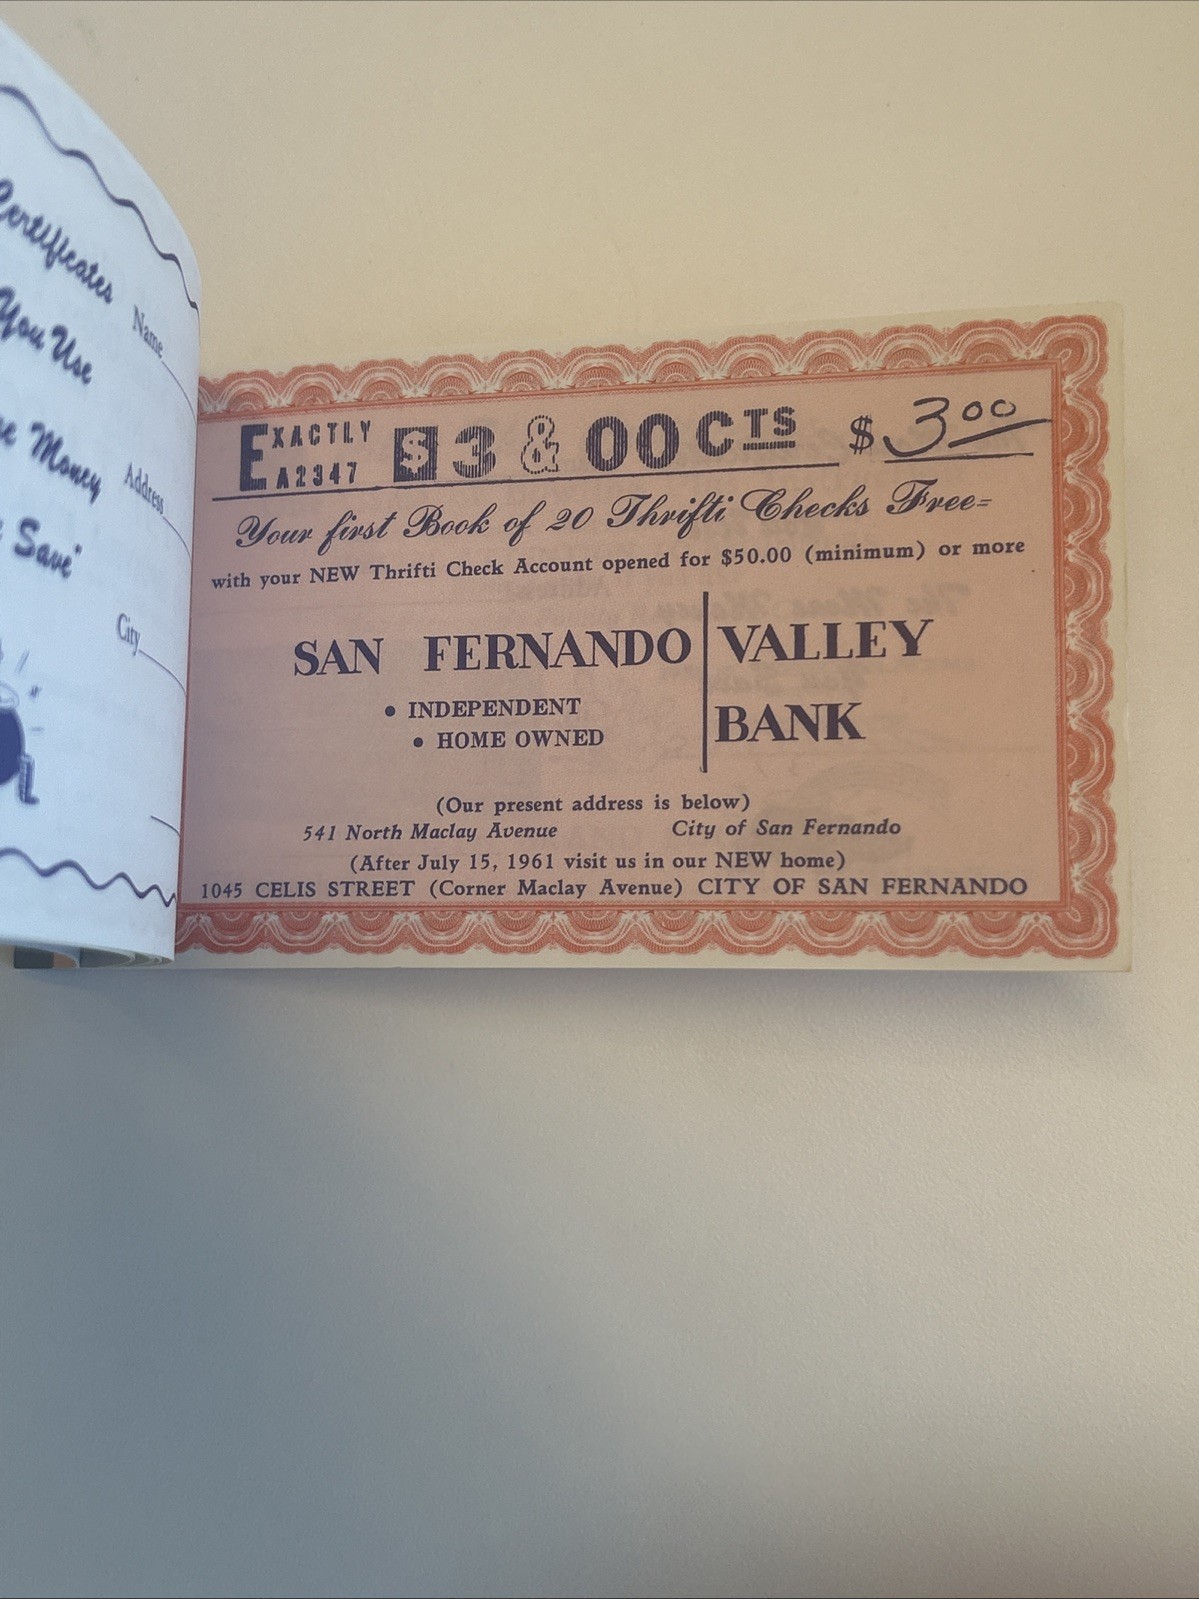 Certificates
You Use
Money
Save"
Name
Address
City
EXACTLY A2347 $3 & 00 CTS $ 3 00
Your first Book of 20 Thrifti Checks Free=
with your NEW Thrifti Check Account opened for $50.00 (minimum) or more
SAN FERNANDO VALLEY
• INDEPENDENT
BANK
• HOME OWNED
(Our present address is below)
541 North Maclay Avenue City of San Fernando
(After July 15, 1961 visit us in our NEW home)
1045 CELIS STREET (Corner Maclay Avenue) CITY OF SAN FERNANDO